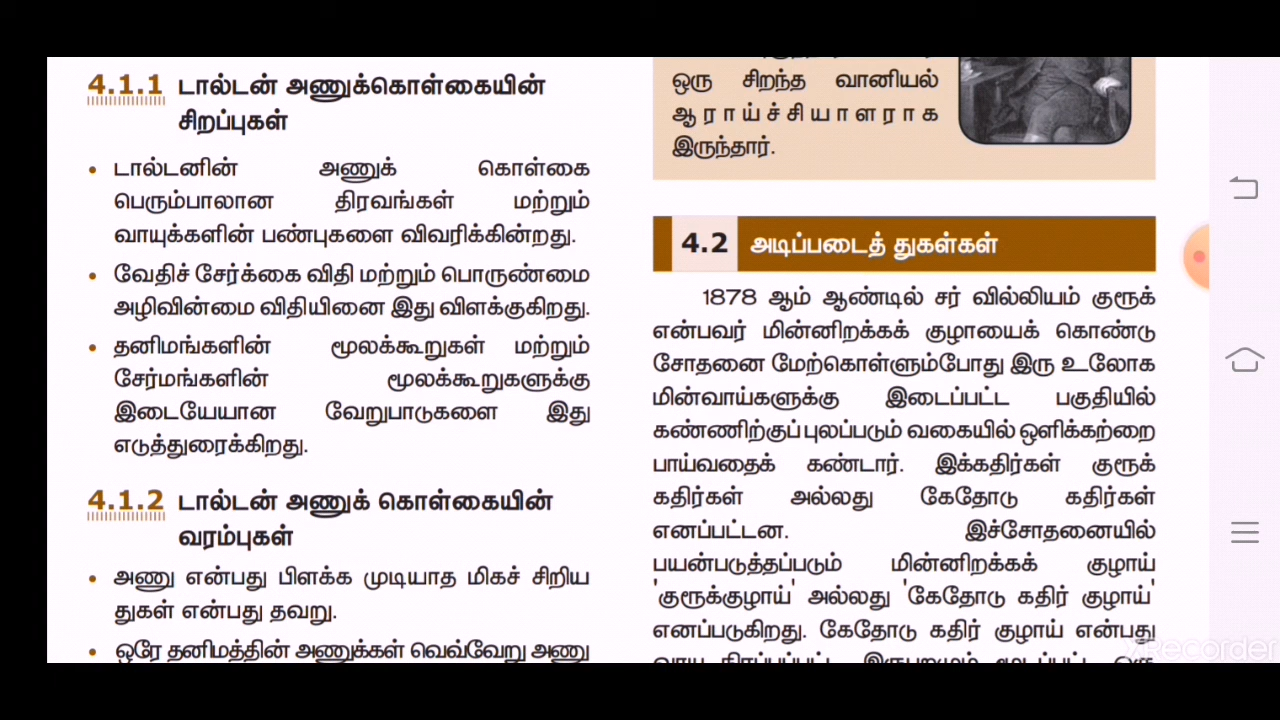 4.1.1 டால்டன் அணுக்கொள்கையின்
சிறப்புகள்
• டால்டனின் அணுக் கொள்கை
பெரும்பாலான திரவங்கள் மற்றும்
வாயுக்களின் பண்புகளை விவரிக்கின்றது.
• வேதிச் சேர்க்கை விதி மற்றும் பொருண்மை
அழிவின்மை விதியினை இது விளக்குகிறது.
• தனிமங்களின் மூலக்கூறுகள் மற்றும்
சேர்மங்களின் மூலக்கூறுகளுக்கு
இடையேயான வேறுபாடுகளை இது
எடுத்துரைக்கிறது.
4.1.2 டால்டன் அணுக் கொள்கையின்
வரம்புகள்
• அணு என்பது பிளக்க முடியாத மிகச் சிறிய
துகள் என்பது தவறு.
• ஒரே தனிமத்தின் அணுக்கள் வெவ்வேறு அணு
ஒரு சிறந்த வானியல்
ஆராய்ச்சியாளராக
இருந்தார்.
4.2 அடிப்படைத் துகள்கள்
1878 ஆம் ஆண்டில் சர் வில்லியம் குரூக்
என்பவர் மின்னிறக்கக் குழாயைக் கொண்டு
சோதனை மேற்கொள்ளும்போது இரு உலோக
மின்வாய்களுக்கு இடைப்பட்ட பகுதியில்
கண்ணிற்குப் புலப்படும் வகையில் ஒளிக்கற்றை
பாய்வதைக் கண்டார். இக்கதிர்கள் குரூக்
கதிர்கள் அல்லது கேதோடு கதிர்கள்
எனப்பட்டன. இச்சோதனையில்
பயன்படுத்தப்படும் மின்னிறக்கக் குழாய்
'குரூக்குழாய்' அல்லது 'கேதோடு கதிர் குழாய்'
எனப்படுகிறது. கேதோடு கதிர் குழாய் என்பது
XRecorder